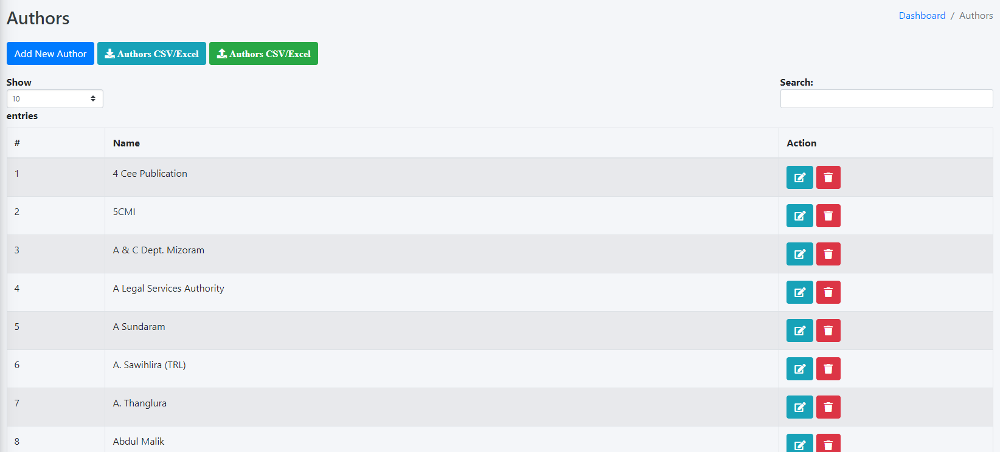 Authors
Dashboard / Authors
Add New Author
Authors CSV/Excel
Authors CSV/Excel
Show
10
entries
Search:
# Name Action
1 4 Cee Publication
2 5CMI
3 A & C Dept. Mizoram
4 A Legal Services Authority
5 A Sundaram
6 A. Sawihlira (TRL)
7 A. Thanglura
8 Abdul Malik